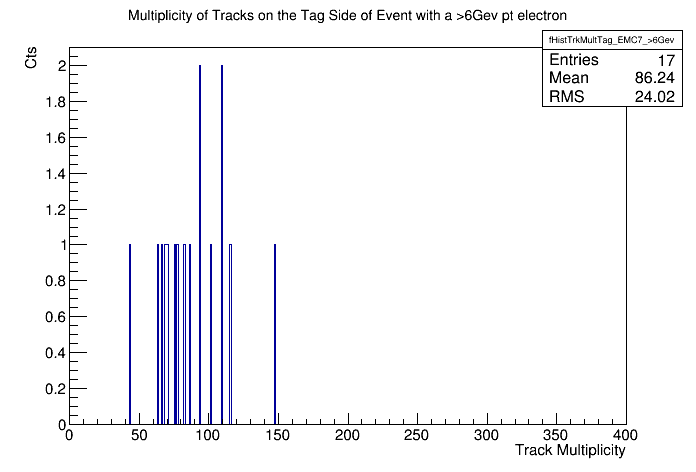 Multiplicity of Tracks on the Tag Side of Event with a >6Gev pt electron
fHistTrkMultTag_EMC7_>6Gev
Entries 17
Mean 86.24
RMS 24.02
Cts
2
1.8
1.6
1.4
1.2
1
0.8
0.6
0.4
0.2
0
0 50 100 150 200 250 300 350 400
Track Multiplicity